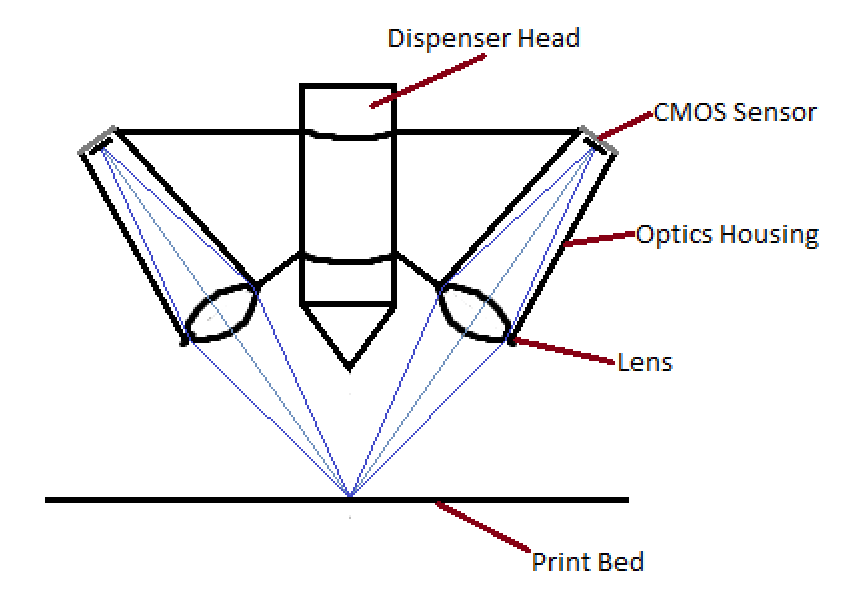 Dispenser Head
CMOS Sensor
Optics Housing
Lens
Print Bed